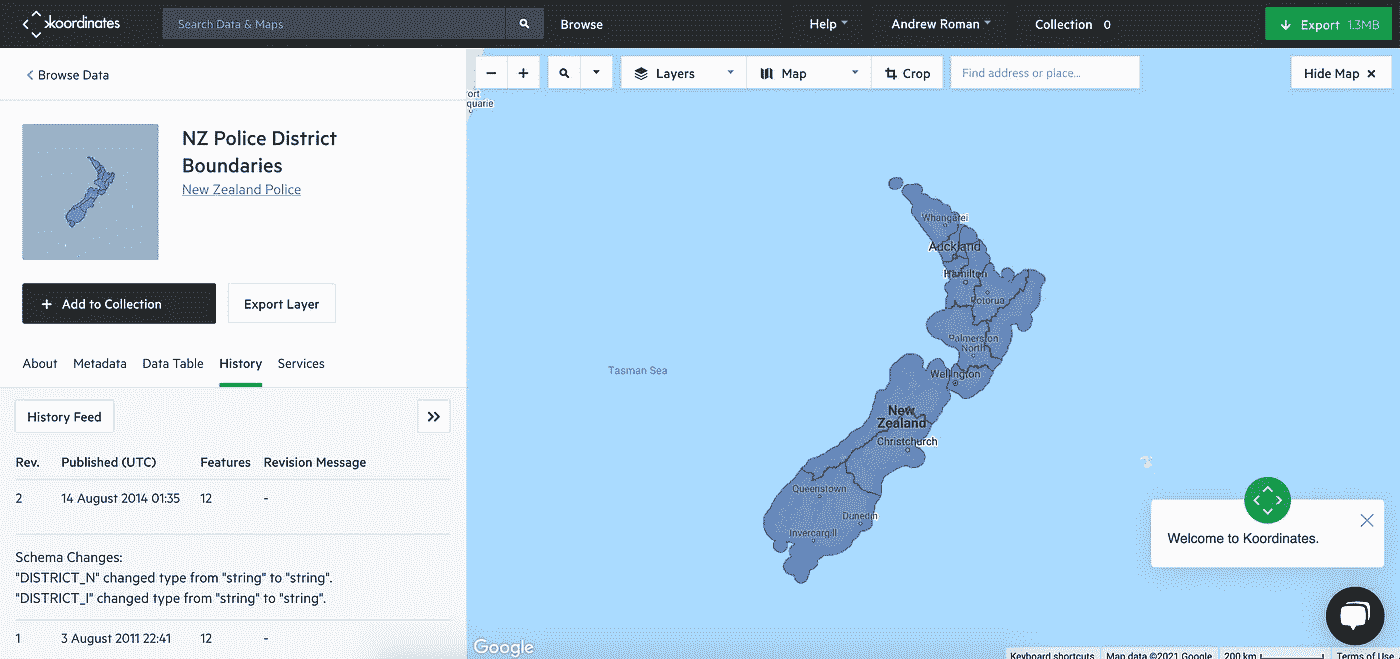 koordinates
Search Data & Maps
Browse
Help
Andrew Roman
Collection 0
Export 1.3MB
Browse Data
NZ Police District
Boundaries
New Zealand Police
+ Add to Collection
Export Layer
About Metadata Data Table History Services
History Feed
Rev. Published (UTC) Features Revision Message
2 14 August 2014 01:35 12 -
Schema Changes:
"DISTRICT_N" changed type from "string" to "string".
"DISTRICT_I" changed type from "string" to "string".
1 3 August 2011 22:41 12 -
− +
Layers
Map
Crop
Find address or place...
Hide Map ×
ort
quarie
Whangarei
Auckland
Hamilton
Rotorua
Palmerston
North
Wellington
Tasman Sea
New
Zealand
Christchurch
Queenstown
Dunedin
Invercargill
Welcome to Koordinates.
Google
Keyboard shortcuts Map data ©2021 Google 200 km Terms of Use